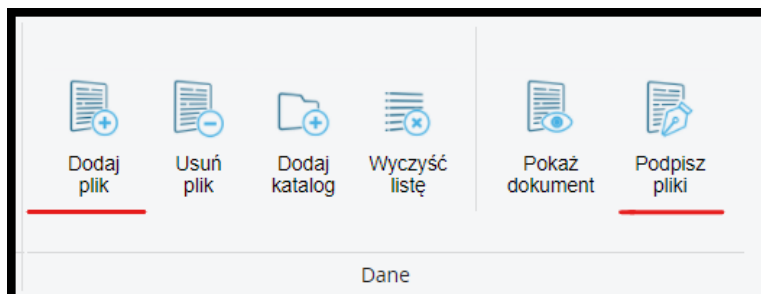 Dodaj plik
Usuń plik
Dodaj katalog
Wyczyść listę
Pokaż dokument
Podpisz pliki
Dane